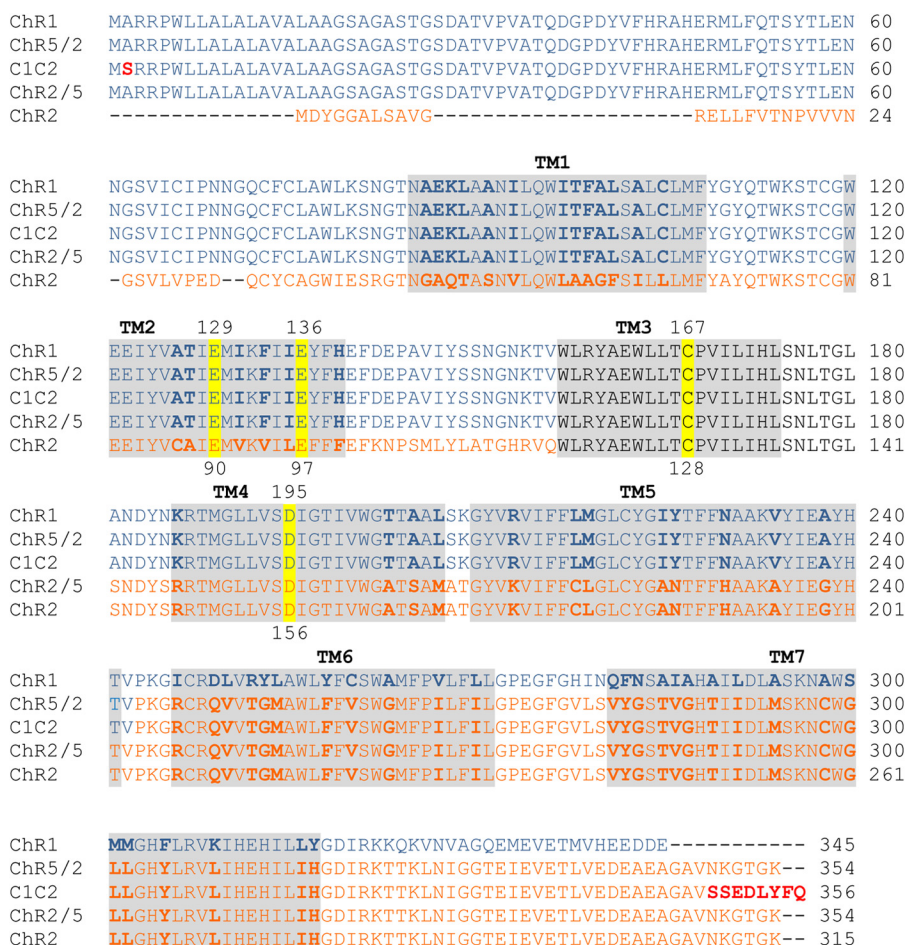 ChR1 MARRPWLLALALAVALAAGSAGASTGSDATVPVATQDGPDYVFHRAHERMLFQTSYTLEN 60
ChR5/2 MARRPWLLALALAVALAAGSAGASTGSDATVPVATQDGPDYVFHRAHERMLFQTSYTLEN 60
C1C2 MSRRPWLLALALAVALAAGSAGASTGSDATVPVATQDGPDYVFHRAHERMLFQTSYTLEN 60
ChR2/5 MARRPWLLALALAVALAAGSAGASTGSDATVPVATQDGPDYVFHRAHERMLFQTSYTLEN 60
ChR2 ---------------MDYGGALSAVG---------------------RELLFVTNPVVVN 24
TM1
ChR1 NGSVICIPNNGQCFCLAWLKSNGTNAEKLAANILQWITFALSALCLMFYGYQTWKSTCGW 120
ChR5/2 NGSVICIPNNGQCFCLAWLKSNGTNAEKLAANILQWITFALSALCLMFYGYQTWKSTCGW 120
C1C2 NGSVICIPNNGQCFCLAWLKSNGTNAEKLAANILQWITFALSALCLMFYGYQTWKSTCGW 120
ChR2/5 NGSVICIPNNGQCFCLAWLKSNGTNAEKLAANILQWITFALSALCLMFYGYQTWKSTCGW 120
ChR2 -GSVLVPED--QCYCAGWIESRGTNGAQTASNVLQWLAAGFSILLLMFYAYQTWKSTCGW 81
TM2 129 136 TM3 167
ChR1 EEIYVATIEMIKFIIEYFHEFDEPAVIYSSNGNKTVWLRYAEWLLTCPVILIHLSNLTGL 180
ChR5/2 EEIYVATIEMIKFIIEYFHEFDEPAVIYSSNGNKTVWLRYAEWLLTCPVILIHLSNLTGL 180
C1C2 EEIYVATIEMIKFIIEYFHEFDEPAVIYSSNGNKTVWLRYAEWLLTCPVILIHLSNLTGL 180
ChR2/5 EEIYVATIEMIKFIIEYFHEFDEPAVIYSSNGNKTVWLRYAEWLLTCPVILIHLSNLTGL 180
ChR2 EEIYVCAIEMVKVILEFFFEFKNPSMLYLATGHRVQWLRYAEWLLTCPVILIHLSNLTGL 141
90 97 128
TM4 195 TM5
ChR1 ANDYNKRTMGLLVSDIGTIVWGTTAALSKGYVRVIFFLMGLCYGIYTFFNAAKVYIEAYH 240
ChR5/2 ANDYNKRTMGLLVSDIGTIVWGTTAALSKGYVRVIFFLMGLCYGIYTFFNAAKVYIEAYH 240
C1C2 ANDYNKRTMGLLVSDIGTIVWGTTAALSKGYVRVIFFLMGLCYGIYTFFNAAKVYIEAYH 240
ChR2/5 SNDYSRRTMGLLVSDIGTIVWGATSAMATGYVKVIFFCLGLCYGANTFFHAAKAYIEGYH 240
ChR2 SNDYSRRTMGLLVSDIGTIVWGATSAMATGYVKVIFFCLGLCYGANTFFHAAKAYIEGYH 201
156
TM6 TM7
ChR1 TVPKGICRDLVRYLAWLYFCSWAMFPVLFLLGPEGFGHINQFNSAIAHAILDLASKNAWS 300
ChR5/2 TVPKGRCRQVVTGMAWLFFVSWGMFPILFILGPEGFGVLSVYGSTVGHTIIDLMSKNCWG 300
C1C2 TVPKGRCRQVVTGMAWLFFVSWGMFPILFILGPEGFGVLSVYGSTVGHTIIDLMSKNCWG 300
ChR2/5 TVPKGRCRQVVTGMAWLFFVSWGMFPILFILGPEGFGVLSVYGSTVGHTIIDLMSKNCWG 300
ChR2 TVPKGRCRQVVTGMAWLFFVSWGMFPILFILGPEGFGVLSVYGSTVGHTIIDLMSKNCWG 261
ChR1 MMGHFLRVKIHEHILLYGDIRKKQKVNVAGQEMEVETMVHEEDDE----------- 345
ChR5/2 LLGHYLRVLIHEHILIHGDIRKTTKLNIGGTEIEVETLVEDEAEAGAVNKGTGK-- 354
C1C2 LLGHYLRVLIHEHILIHGDIRKTTKLNIGGTEIEVETLVEDEAEAGAVSSEDLYFQ 356
ChR2/5 LLGHYLRVLIHEHILIHGDIRKTTKLNIGGTEIEVETLVEDEAEAGAVNKGTGK-- 354
ChR2 LLGHYLRVLIHEHILIHGDIRKTTKLNIGGTEIEVETLVEDEAEAGAVNKGTGK-- 315